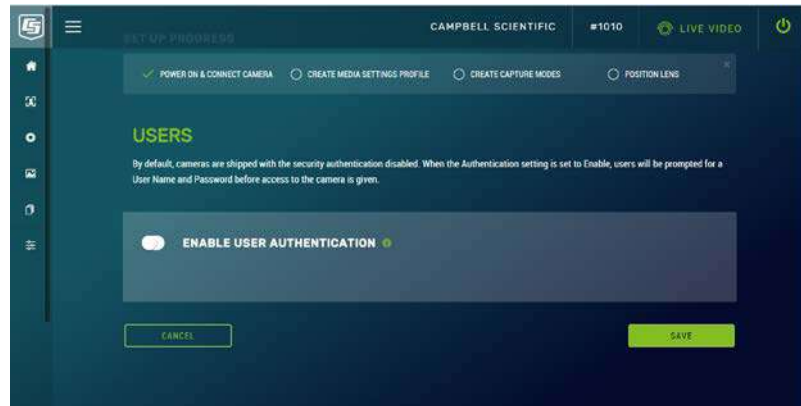 CAMPBELL SCIENTIFIC
#1010
LIVE VIDEO
SET UP PROGRESS
POWER ON & CONNECT CAMERA
CREATE MEDIA SETTINGS PROFILE
CREATE CAPTURE MODES
POSITION LENS
USERS
By default, cameras are shipped with the security authentication disabled. When the Authentication setting is set to Enable, users will be prompted for a
User Name and Password before access to the camera is given.
ENABLE USER AUTHENTICATION
CANCEL
SAVE